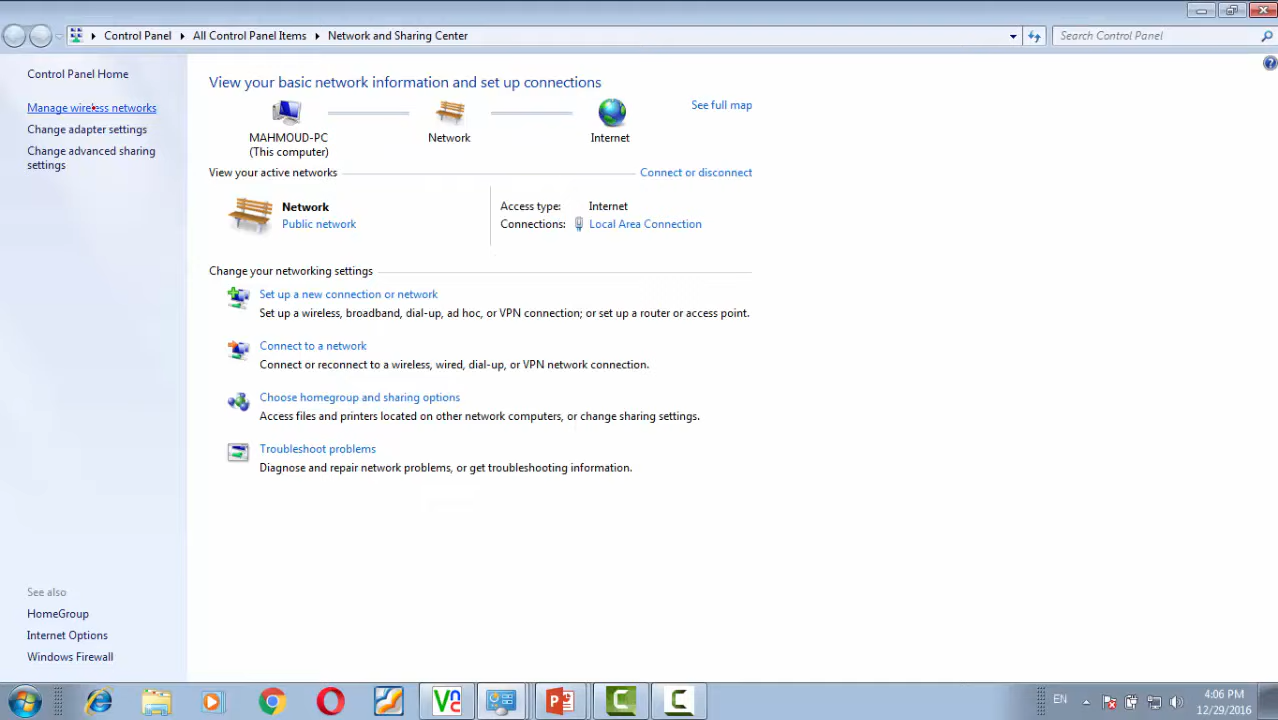 Control Panel
All Control Panel Items
Network and Sharing Center
Search Control Panel
Control Panel Home
Manage wireless networks
Change adapter settings
Change advanced sharing
settings
View your basic network information and set up connections
MAHMOUD-PC
(This computer)
Network
Internet
See full map
View your active networks
Connect or disconnect
Network
Public network
Access type: Internet
Connections: Local Area Connection
Change your networking settings
Set up a new connection or network
Set up a wireless, broadband, dial-up, ad hoc, or VPN connection; or set up a router or access point.
Connect to a network
Connect or reconnect to a wireless, wired, dial-up, or VPN network connection.
Choose homegroup and sharing options
Access files and printers located on other network computers, or change sharing settings.
Troubleshoot problems
Diagnose and repair network problems, or get troubleshooting information.
See also
HomeGroup
Internet Options
Windows Firewall
EN
4:06 PM
12/29/2016